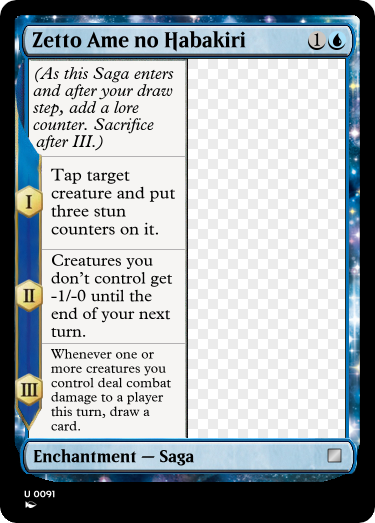 Zetto Ame no Habakiri 1
(As this Saga enters
and after your draw
step, add a lore
counter. Sacrifice
after III.)
I
Tap target
creature and put
three stun
counters on it.
II
Creatures you
don't control get
-1/-0 until the
end of your next
turn.
III
Whenever one or
more creatures you
control deal combat
damage to a player
this turn, draw a
card.
Enchantment — Saga
U 0091